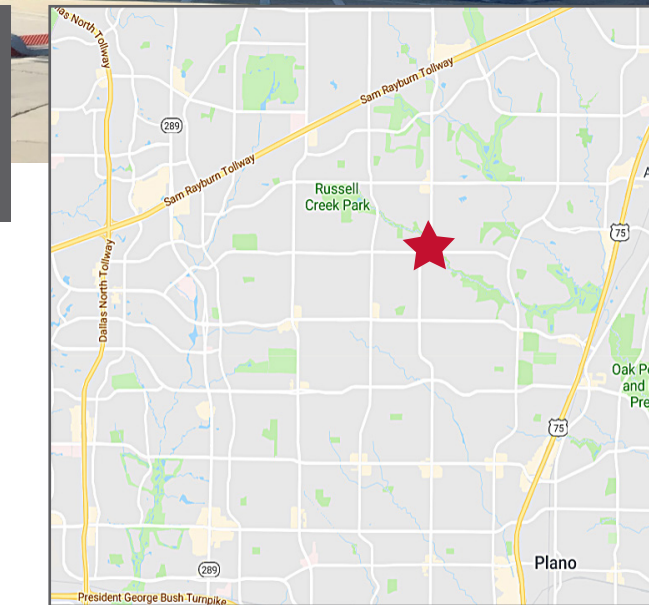 as North Tollway
Sam Rayburn Tollway
289
Sam Rayburn Tollway
Russell
Creek Park
75
Dallas North Tollway
Oak P
and
Pre
75
Plano
289
President George Bush Turnpike